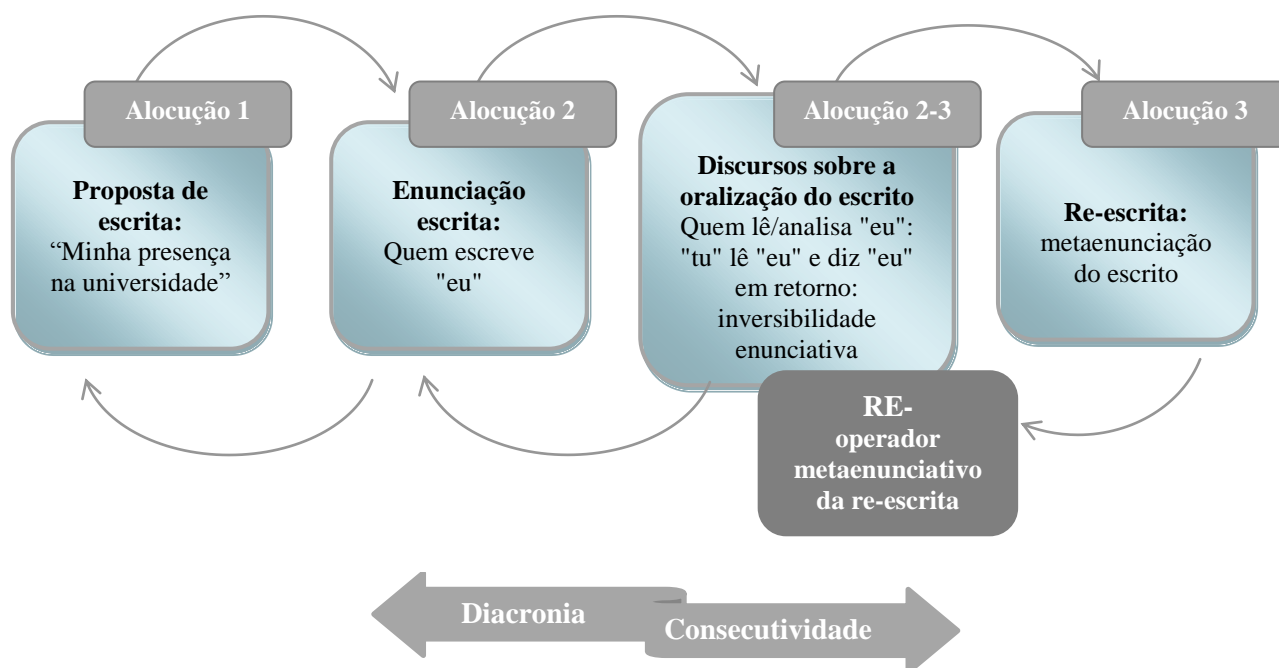 Alocução 1
Alocução 2
Alocução 2-3
Alocução 3
Proposta de
escrita:
“Minha presença
na universidade”
Enunciação
escrita:
Quem escreve
"eu"
Discursos sobre a
oralização do escrito
Quem lê/analisa "eu":
"tu" lê "eu" e diz "eu"
em retorno:
inversibilidade
enunciativa
Re-escrita:
metaenunciação
do escrito
RE-
operador
metaenunciativo
da re-escrita
Diacronia
Consecutividade